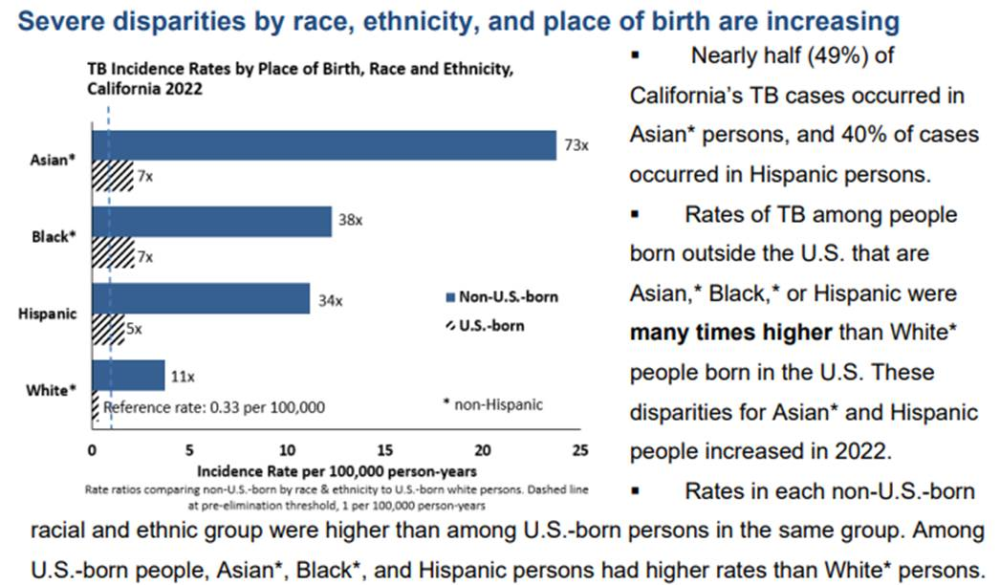 Severe disparities by race, ethnicity, and place of birth are increasing
TB Incidence Rates by Place of Birth, Race and Ethnicity,
California 2022
Asian*
73x
7x
Black*
38x
7x
Hispanic
34x
5x
White*
11x
Reference rate: 0.33 per 100,000
Non-U.S.-born
U.S.-born
* non-Hispanic
0 5 10 15 20 25
Incidence Rate per 100,000 person-years
Rate ratios comparing non-U.S.-born by race & ethnicity to U.S.-born white persons. Dashed line
at pre-elimination threshold, 1 per 100,000 person-years
▪ Nearly half (49%) of
California’s TB cases occurred in
Asian* persons, and 40% of cases
occurred in Hispanic persons.
▪ Rates of TB among people
born outside the U.S. that are
Asian,* Black,* or Hispanic were
many times higher than White*
people born in the U.S. These
disparities for Asian* and Hispanic
people increased in 2022.
▪ Rates in each non-U.S.-born
racial and ethnic group were higher than among U.S.-born persons in the same group. Among
U.S.-born people, Asian*, Black*, and Hispanic persons had higher rates than White* persons.